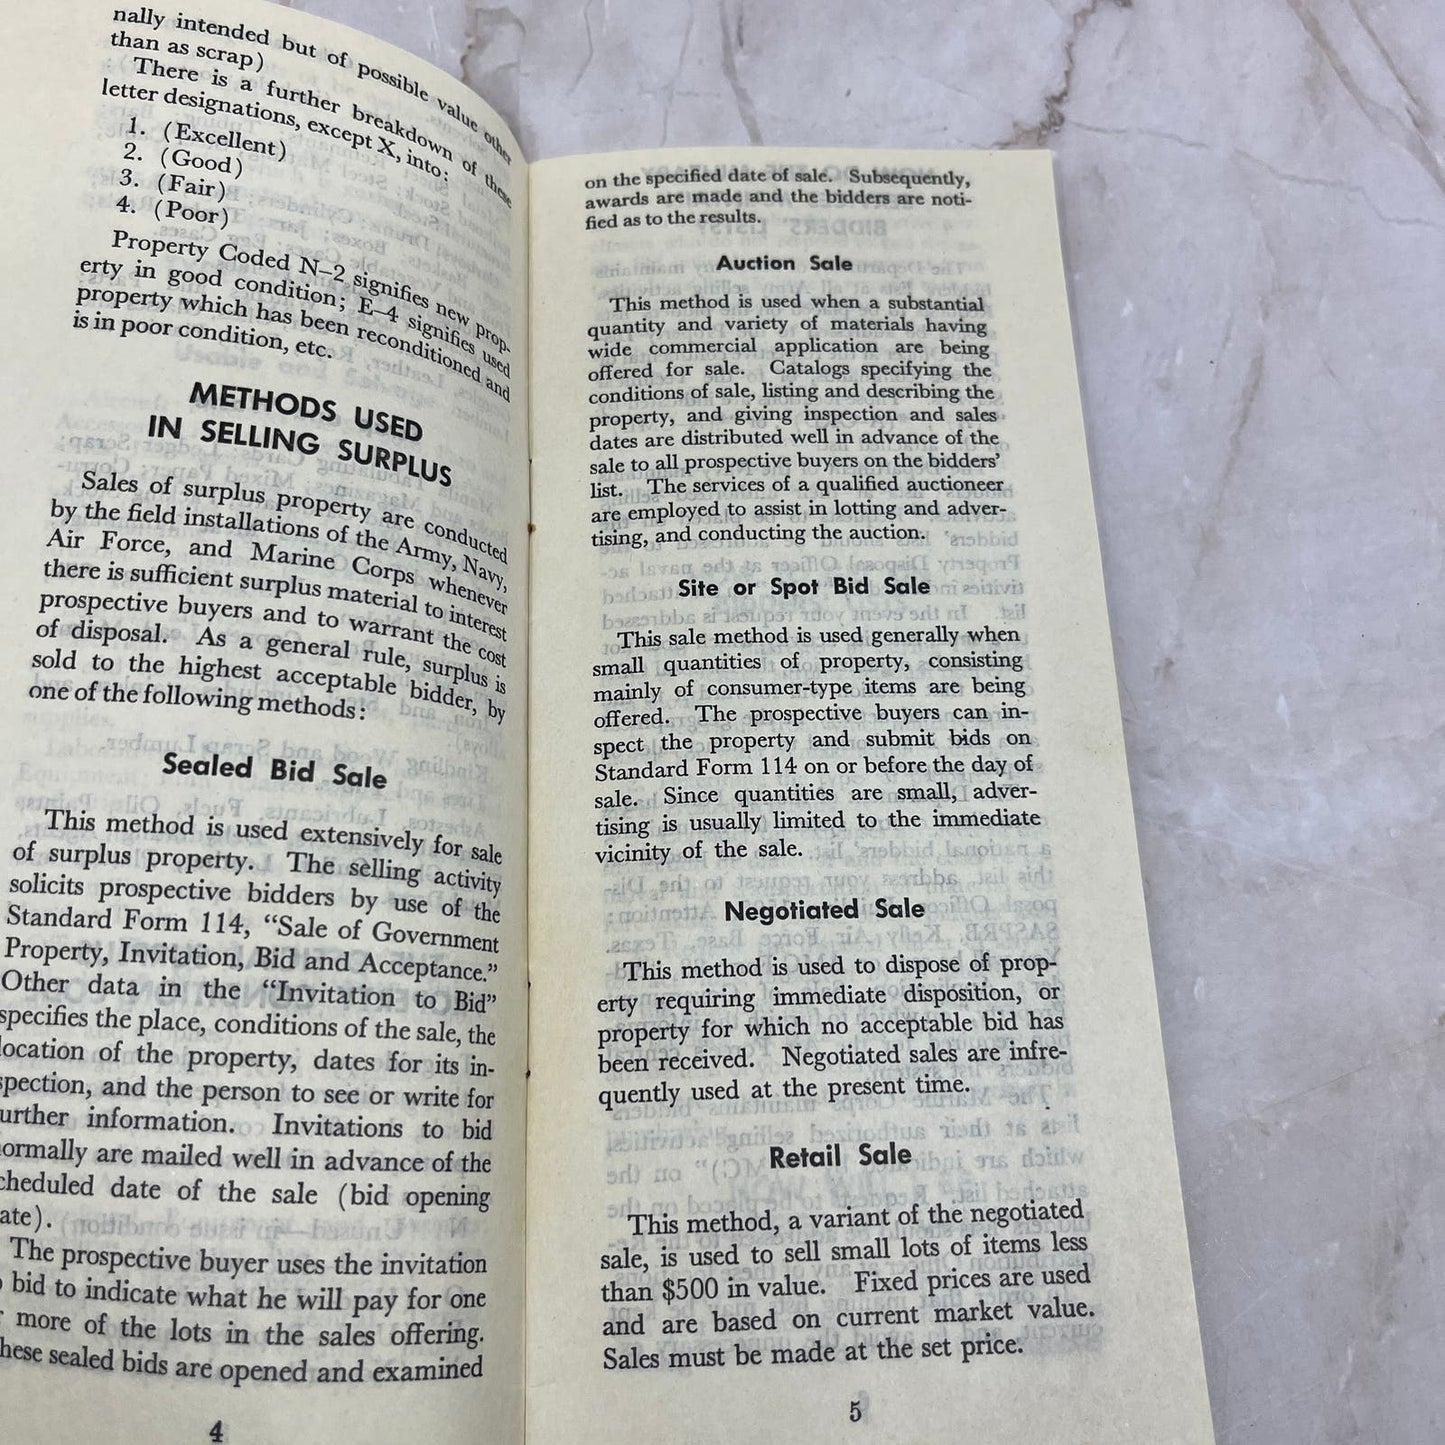 nally intended but of possible value other
than as scrap)
There is a further breakdown of these
letter designations, except X, into:
1. (Excellent)
2. (Good)
3. (Fair)
4. (Poor)
Property Coded N–2 signifies new prop-
erty in good condition; E–4 signifies used
property which has been reconditioned and
is in poor condition, etc.
METHODS USED
IN SELLING SURPLUS
Sales of surplus property are conducted
by the field installations of the Army, Navy,
Air Force, and Marine Corps whenever
there is sufficient surplus material to interest
prospective buyers and to warrant the cost
of disposal. As a general rule, surplus is
sold to the highest acceptable bidder, by
one of the following methods:
Sealed Bid Sale
This method is used extensively for sale
of surplus property. The selling activity
solicits prospective bidders by use of the
Standard Form 114, “Sale of Government
Property, Invitation, Bid and Acceptance.”
Other data in the “Invitation to Bid”
specifies the place, conditions of the sale, the
location of the property, dates for its in-
spection, and the person to see or write for
further information. Invitations to bid
normally are mailed well in advance of the
scheduled date of the sale (bid opening
ate).
The prospective buyer uses the invitation
bid to indicate what he will pay for one
more of the lots in the sales offering.
hese sealed bids are opened and examined
4
on the specified date of sale. Subsequently,
awards are made and the bidders are noti-
fied as to the results.
Auction Sale
This method is used when a substantial
quantity and variety of materials having
wide commercial application are being
offered for sale. Catalogs specifying the
conditions of sale, listing and describing the
property, and giving inspection and sales
dates are distributed well in advance of the
sale to all prospective buyers on the bidders’
list. The services of a qualified auctioneer
are employed to assist in lotting and adver-
tising, and conducting the auction.
Site or Spot Bid Sale
This sale method is used generally when
small quantities of property, consisting
mainly of consumer-type items are being
offered. The prospective buyers can in-
spect the property and submit bids on
Standard Form 114 on or before the day of
sale. Since quantities are small, adver-
tising is usually limited to the immediate
vicinity of the sale.
Negotiated Sale
This method is used to dispose of prop-
erty requiring immediate disposition, or
property for which no acceptable bid has
been received. Negotiated sales are infre-
quently used at the present time.
Retail Sale
This method, a variant of the negotiated
sale, is used to sell small lots of items less
than $500 in value. Fixed prices are used
and are based on current market value.
Sales must be made at the set price.
5